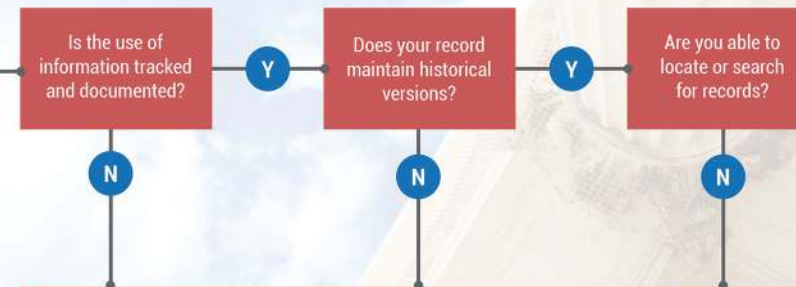 Is the use of
information tracked
and documented?
Y
Does your record
maintain historical
versions?
Y
Are you able to
locate or search
for records?
N
N
N